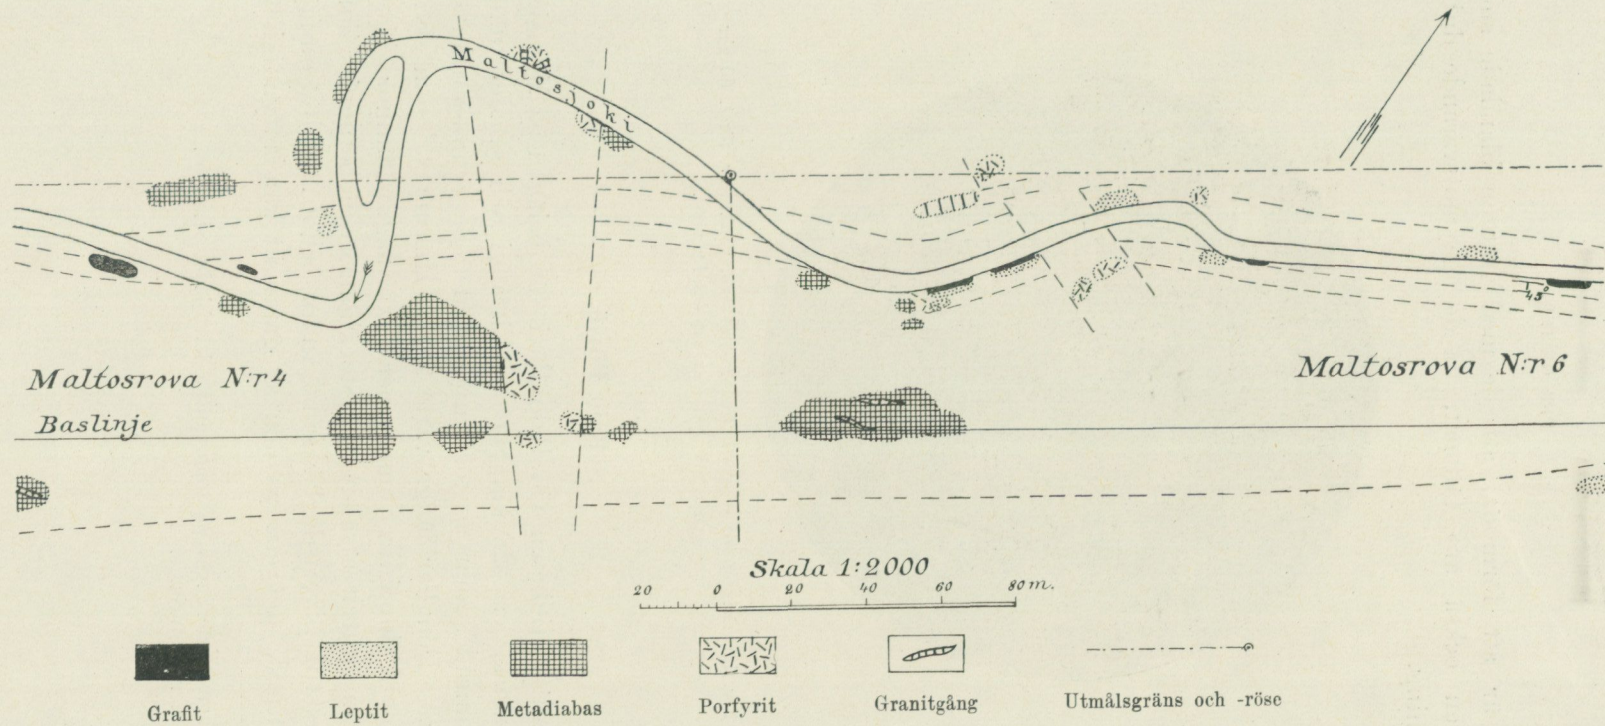 Maltosjoki
45°
Maltosrova N:r 4
Maltosrova N:r 6
Baslinje
Skala 1:2000
20 0 20 40 60 80 m.
Grafit Leptit Metadiabas Porfyrit Granitgång Utmålsgräns och -röse